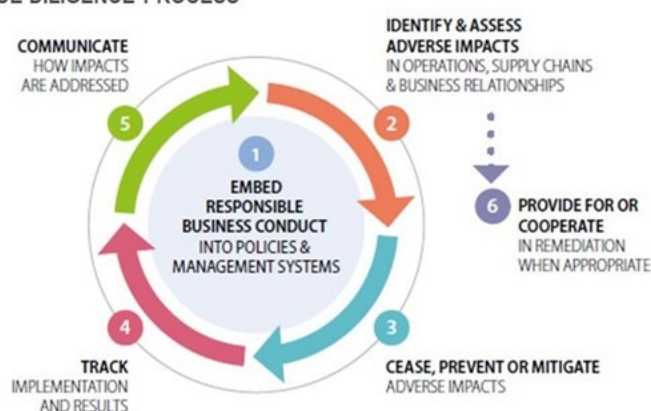 DILIGENCE PROCESS
COMMUNICATE
HOW IMPACTS
ARE ADDRESSED
5
IDENTIFY & ASSESS
ADVERSE IMPACTS
IN OPERATIONS, SUPPLY CHAINS
& BUSINESS RELATIONSHIPS
2
1
EMBED
RESPONSIBLE
BUSINESS CONDUCT
INTO POLICIES &
MANAGEMENT SYSTEMS
6
PROVIDE FOR OR
COOPERATE
IN REMEDIATION
WHEN APPROPRIATE
4
TRACK
IMPLEMENTATION
AND RESULTS
3
CEASE, PREVENT OR MITIGATE
ADVERSE IMPACTS